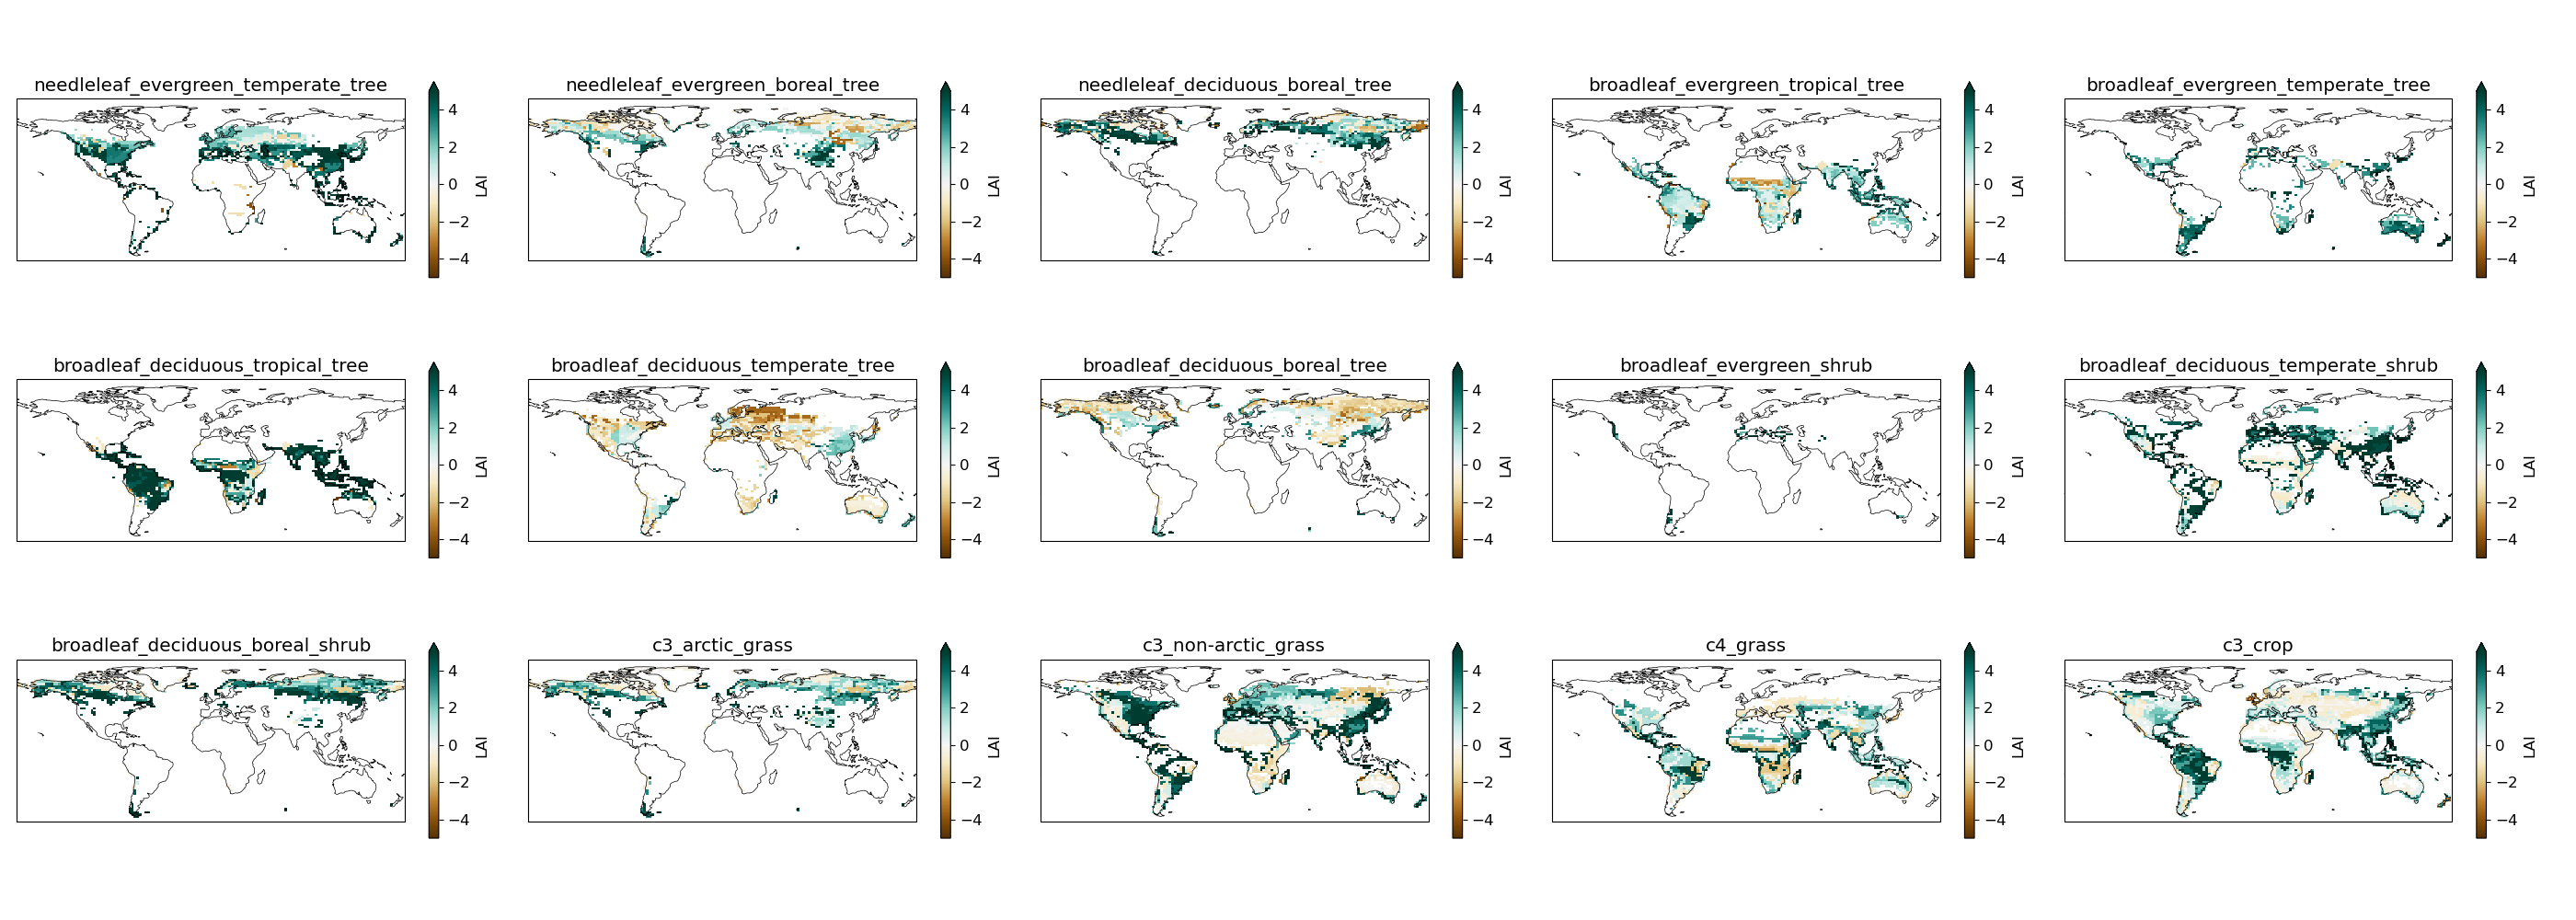 needleleaf_evergreen_temperate_tree
4
2
0
−2
−4
LAI
needleleaf_evergreen_boreal_tree
4
2
0
−2
−4
LAI
needleleaf_deciduous_boreal_tree
4
2
0
−2
−4
LAI
broadleaf_evergreen_tropical_tree
4
2
0
−2
−4
LAI
broadleaf_evergreen_temperate_tree
4
2
0
−2
−4
LAI
broadleaf_deciduous_tropical_tree
4
2
0
−2
−4
LAI
broadleaf_deciduous_temperate_tree
4
2
0
−2
−4
LAI
broadleaf_deciduous_boreal_tree
4
2
0
−2
−4
LAI
broadleaf_evergreen_shrub
4
2
0
−2
−4
LAI
broadleaf_deciduous_temperate_shrub
4
2
0
−2
−4
LAI
broadleaf_deciduous_boreal_shrub
4
2
0
−2
−4
LAI
c3_arctic_grass
4
2
0
−2
−4
LAI
c3_non-arctic_grass
4
2
0
−2
−4
LAI
c4_grass
4
2
0
−2
−4
LAI
c3_crop
4
2
0
−2
−4
LAI